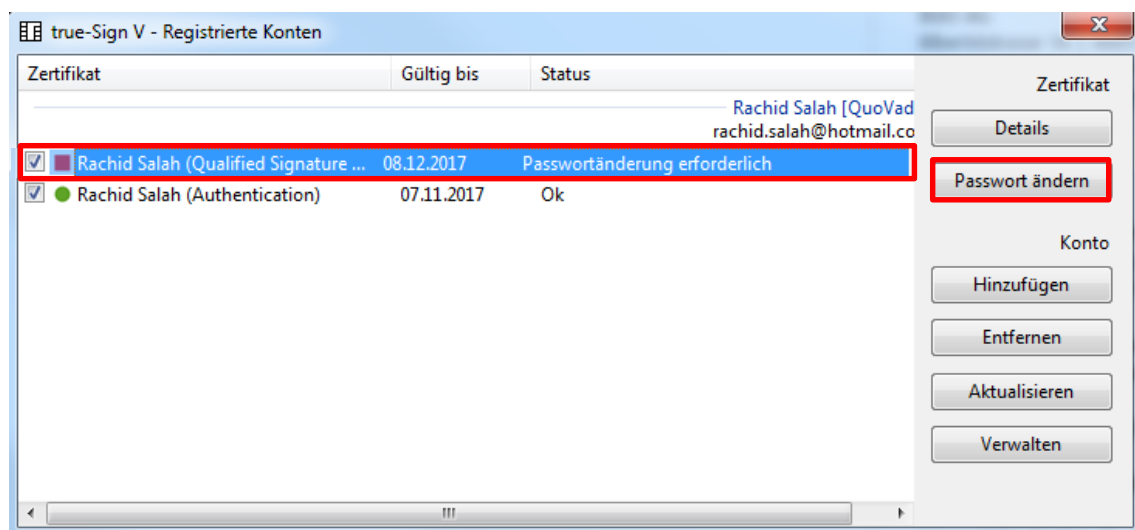 true-Sign V - Registrierte Konten
Zertifikat Gültig bis Status
Rachid Salah [QuoVad
rachid.salah@hotmail.co
Rachid Salah (Qualified Signature ... 08.12.2017 Passwortänderung erforderlich
Rachid Salah (Authentication) 07.11.2017 Ok
Zertifikat
Details
Passwort ändern
Konto
Hinzufügen
Entfernen
Aktualisieren
Verwalten